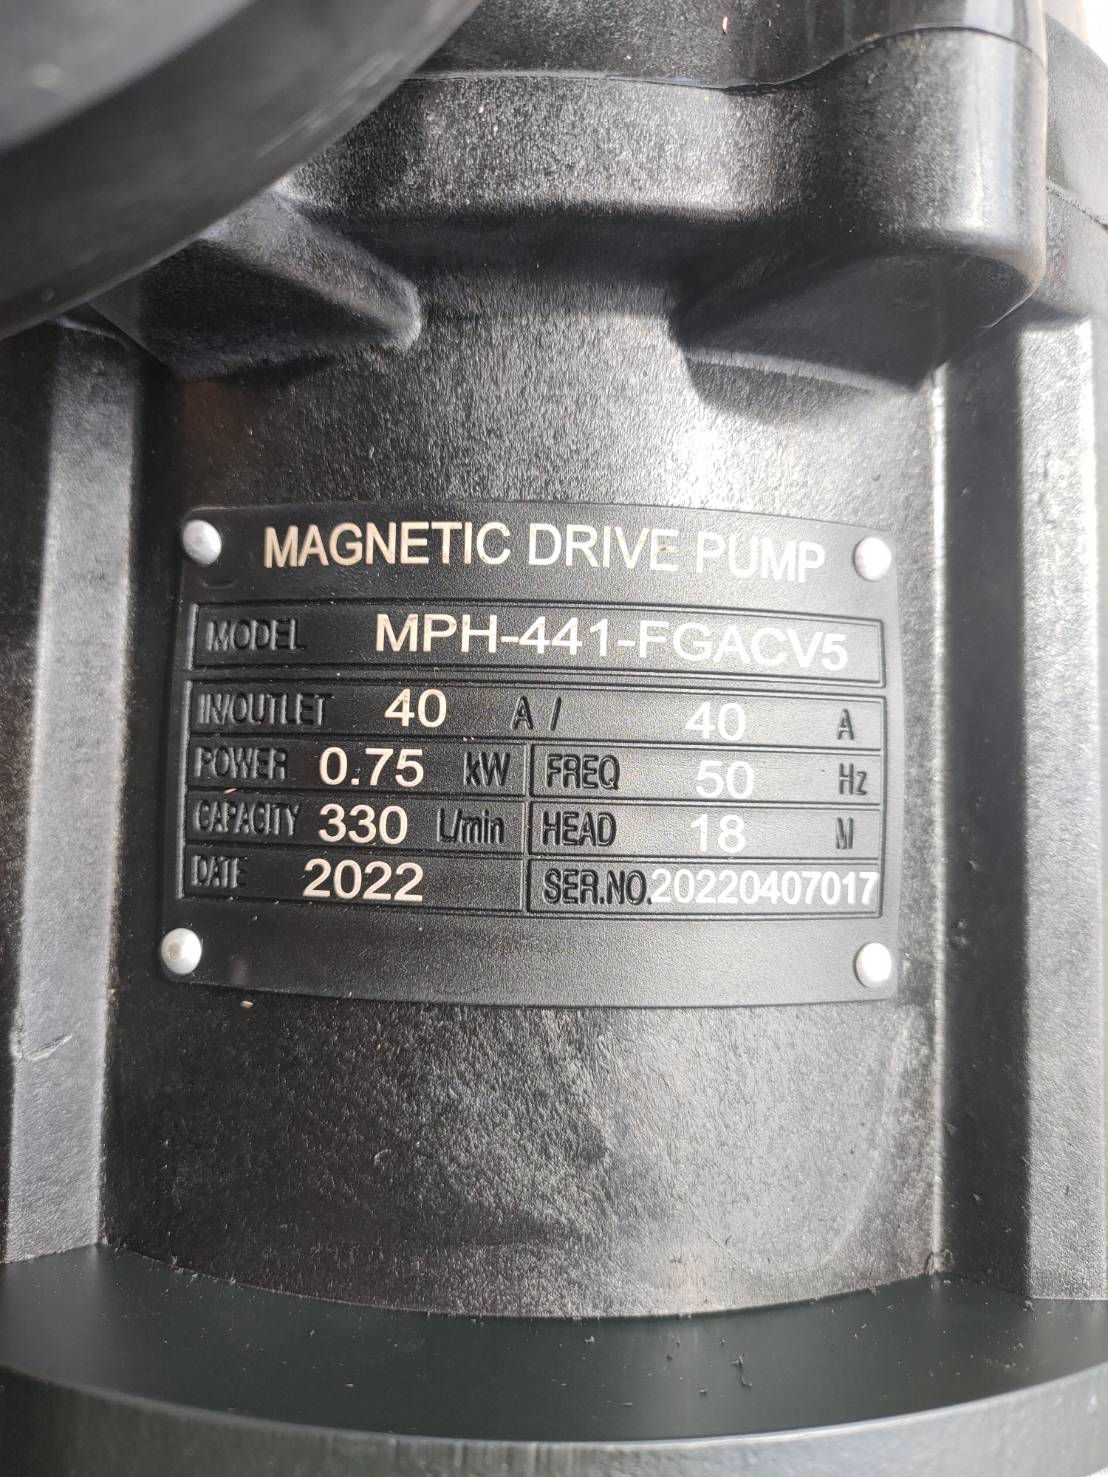 MAGNETIC DRIVE PUMP
MODEL MPH-441-FGACV5
IN/OUTLET 40 A / 40 A
POWER 0.75 kW FREQ 50 Hz
CAPACITY 330 L/min HEAD 18 M
DATE 2022 SER.NO. 20220407017